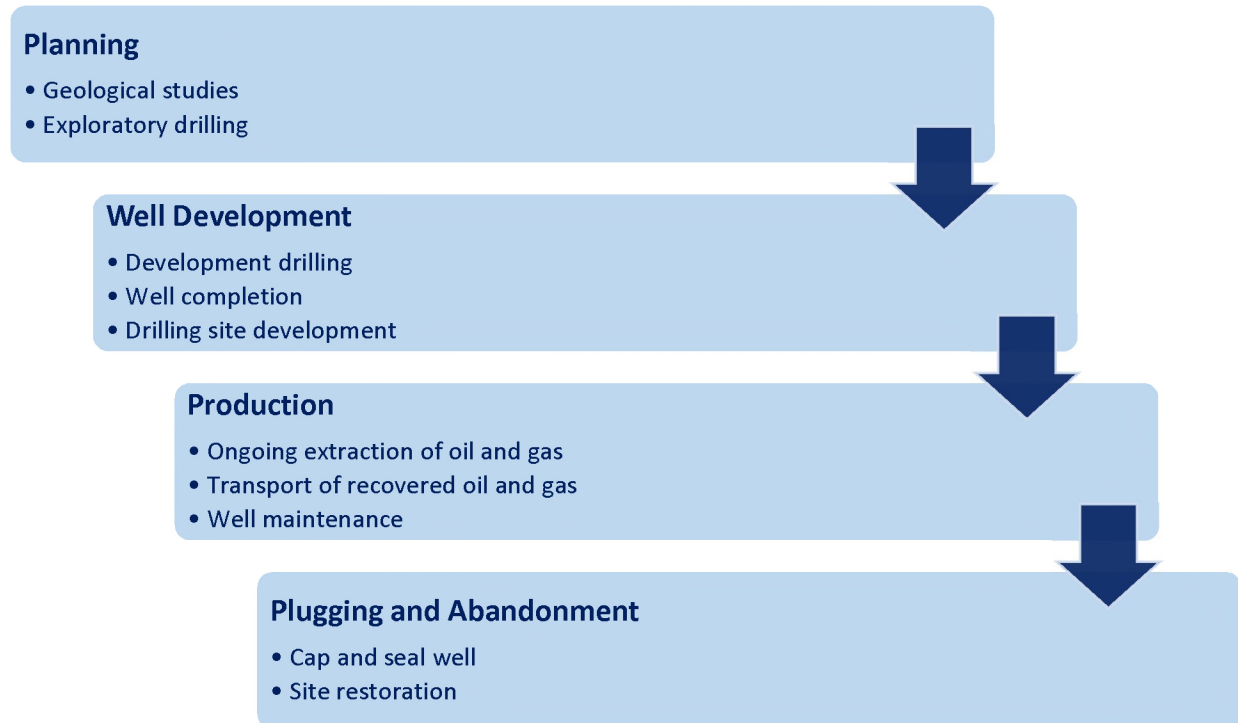 Planning
• Geological studies
• Exploratory drilling
Well Development
• Development drilling
• Well completion
• Drilling site development
Production
• Ongoing extraction of oil and gas
• Transport of recovered oil and gas
• Well maintenance
Plugging and Abandonment
• Cap and seal well
• Site restoration